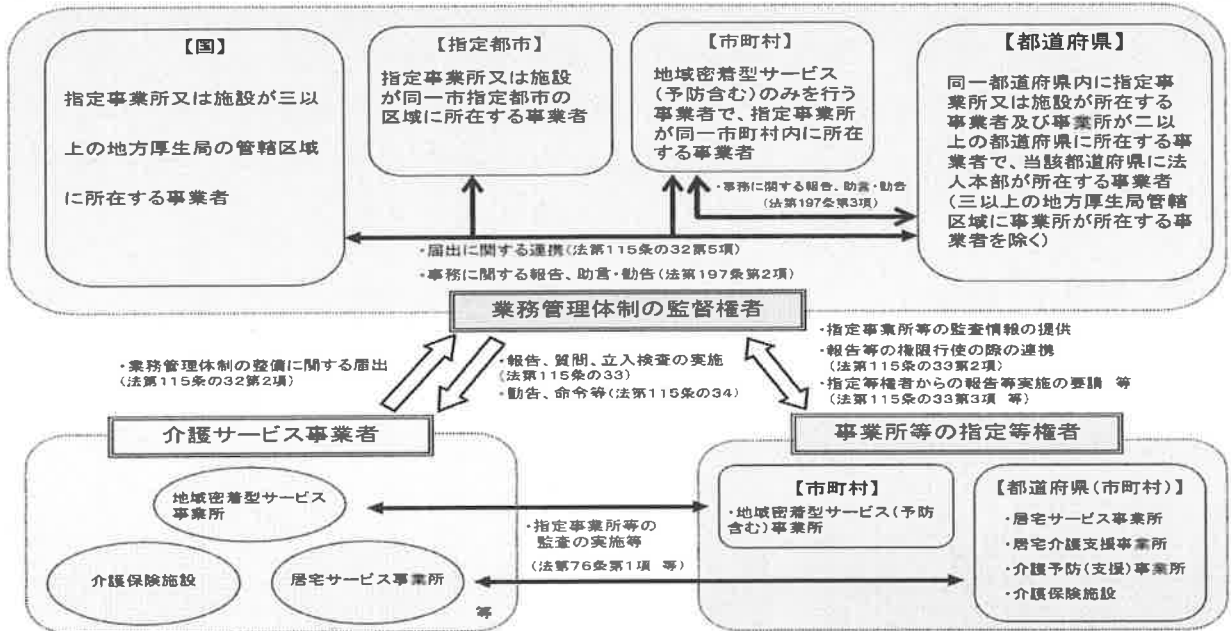 【国】
指定事業所又は施設が三以
上の地方厚生局の管轄区域
に所在する事業者
【指定都市】
指定事業所又は施設
が同一市指定都市の
区域に所在する事業者
【市町村】
地域密着型サービス
(予防含む)のみを行う
事業者で、指定事業所
が同一市町村内に所在
する事業者
【都道府県】
同一都道府県内に指定事
業所又は施設が所在する
事業者及び事業所が二以
上の都道府県に所在する事
業者で、当該都道府県に法
人本部が所在する事業者
(三以上の地方厚生局管轄
区域に事業所が所在する事
業者を除く)
・事務に関する報告、助言・勧告
(法第197条第3項)
・届出に関する連携(法第115条の32第5項)
・事務に関する報告、助言・勧告(法第197条第2項)
業務管理体制の監督権者
・業務管理体制の整備に関する届出
(法第115条の32第2項)
・報告、質問、立入検査の実施
(法第115条の33)
・勧告、命令等(法第115条の34)
・指定事業所等の監査情報の提供
・報告等の権限行使の際の連携
(法第115条の33第2項)
・指定等権者からの報告等実施の要請 等
(法第115条の33第3項 等)
介護サービス事業者
地域密着型サービス
事業所
介護保険施設
居宅サービス事業所
等
・指定事業所等の
監査の実施等
(法第76条第1項 等)
事業所等の指定等権者
【市町村】
・地域密着型サービス(予防
含む)事業所
【都道府県(市町村)】
・居宅サービス事業所
・居宅介護支援事業所
・介護予防(支援)事業所
・介護保険施設